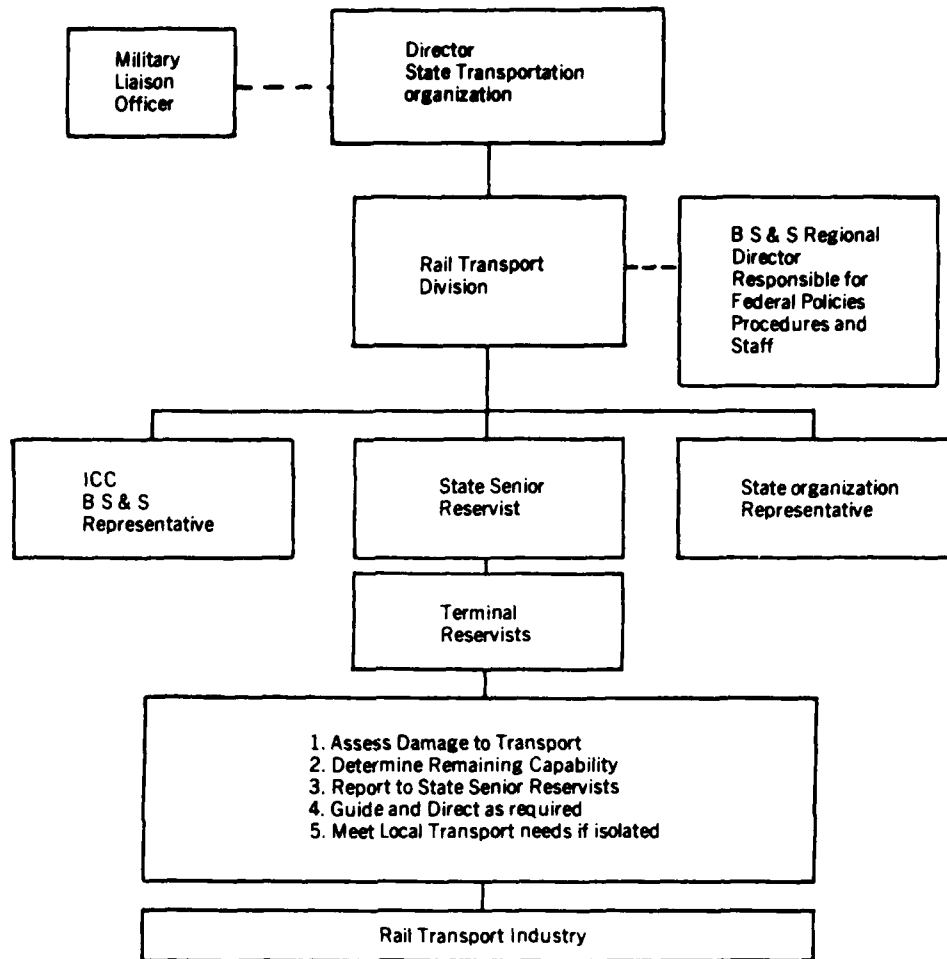 Military
Liaison
Officer
Director
State Transportation
organization
Rail Transport
Division
B S & S Regional
Director
Responsible for
Federal Policies
Procedures and
Staff
ICC
B S & S
Representative
State Senior
Reservist
State organization
Representative
Terminal
Reservists
1. Assess Damage to Transport
2. Determine Remaining Capability
3. Report to State Senior Reservists
4. Guide and Direct as required
5. Meet Local Transport needs if isolated
Rail Transport Industry